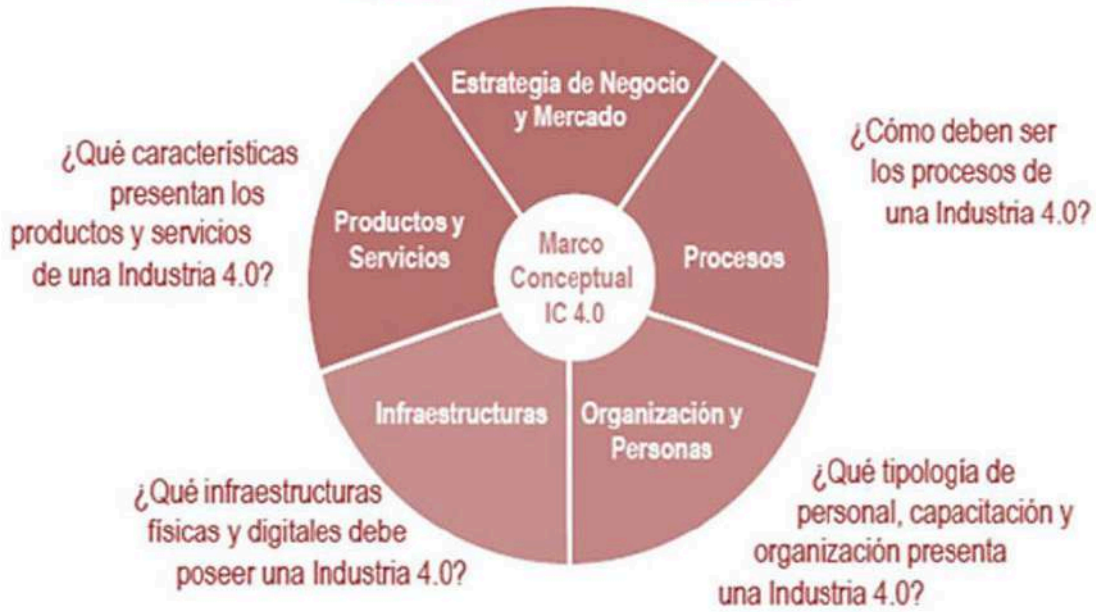 Estrategia de Negocio
y Mercado
¿Qué características
presentan los
productos y servicios
de una Industria 4.0?
¿Cómo deben ser
los procesos de
una Industria 4.0?
Productos y
Servicios
Marco
Conceptual
IC 4.0
Procesos
Infraestructuras
Organización y
Personas
¿Qué infraestructuras
físicas y digitales debe
poseer una Industria 4.0?
¿Qué tipología de
personal, capacitación y
organización presenta
una Industria 4.0?